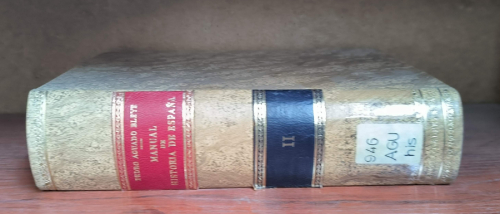 PEDRO AGUADO BLEYE
MANUAL
DE
HISTORIA DE ESPAÑA
II
946
AGU
his